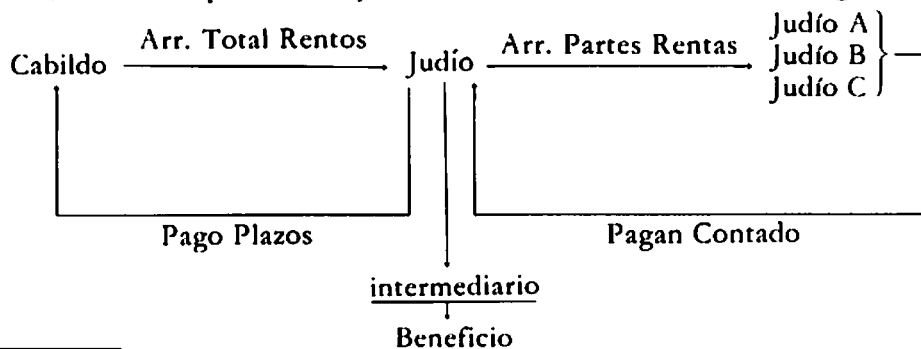 Arr. Total Rentos
Arr. Partes Rentas
Cabildo
Judío
Judío A
Judío B
Judío C
Pago Plazos
Pagan Contado
intermediario
Beneficio